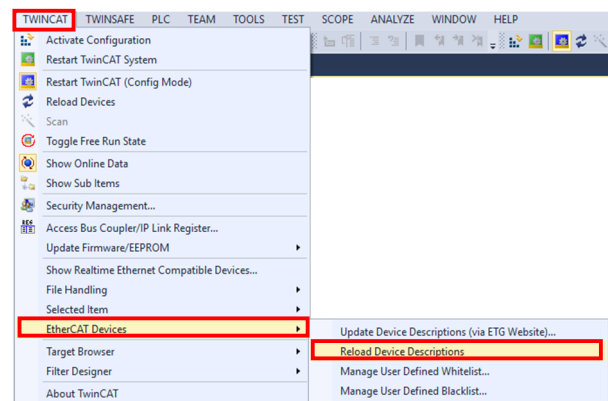 TWINCAT TWINSAFE PLC TEAM TOOLS TEST SCOPE ANALYZE WINDOW HELP
Activate Configuration
Restart TwinCAT System
Restart TwinCAT (Config Mode)
Reload Devices
Scan
Toggle Free Run State
Show Online Data
Show Sub Items
Security Management...
REG
Access Bus Coupler/IP Link Register...
Update Firmware/EEPROM
Show Realtime Ethernet Compatible Devices...
File Handling
Selected Item
EtherCAT Devices
Target Browser
Filter Designer
About TwinCAT
Update Device Descriptions (via ETG Website)...
Reload Device Descriptions
Manage User Defined Whitelist...
Manage User Defined Blacklist...